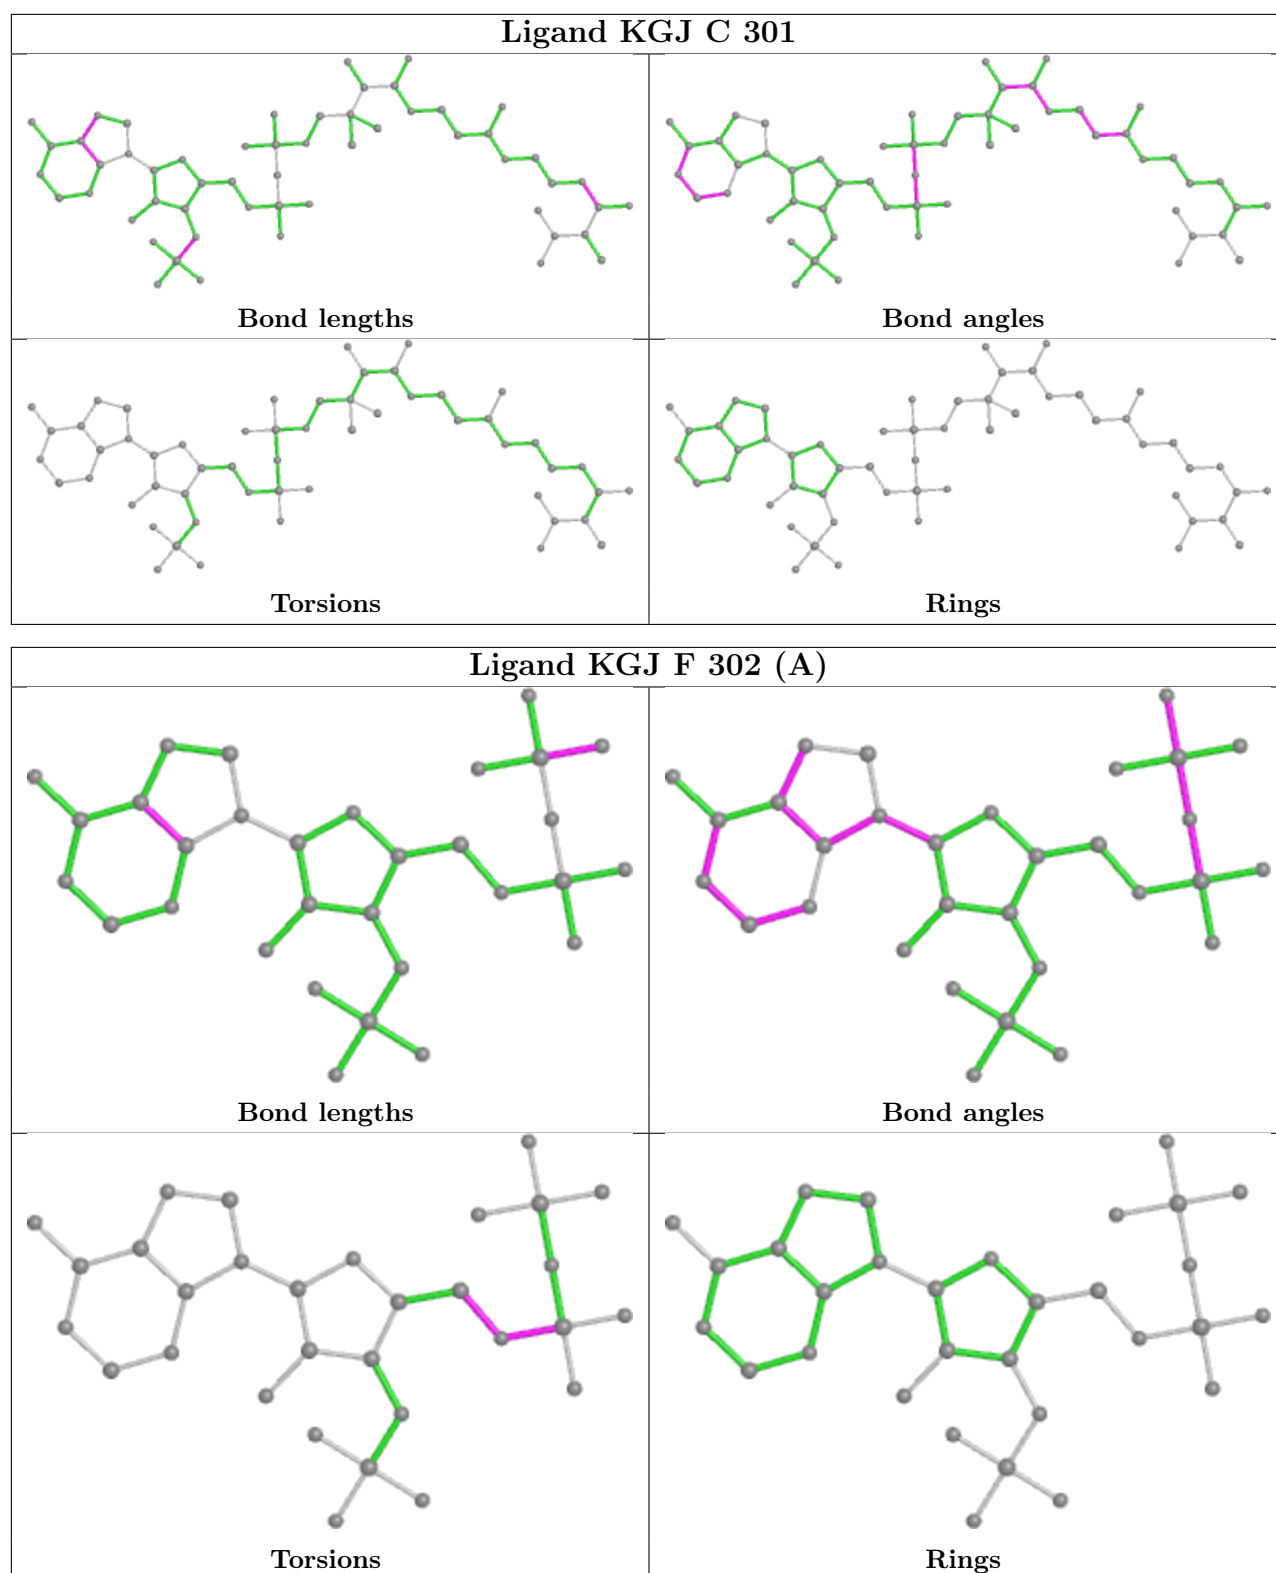 Ligand KGJ C 301
Bond lengths
Bond angles
Torsions
Rings
Ligand KGJ F 302 (A)
Bond lengths
Bond angles
Torsions
Rings